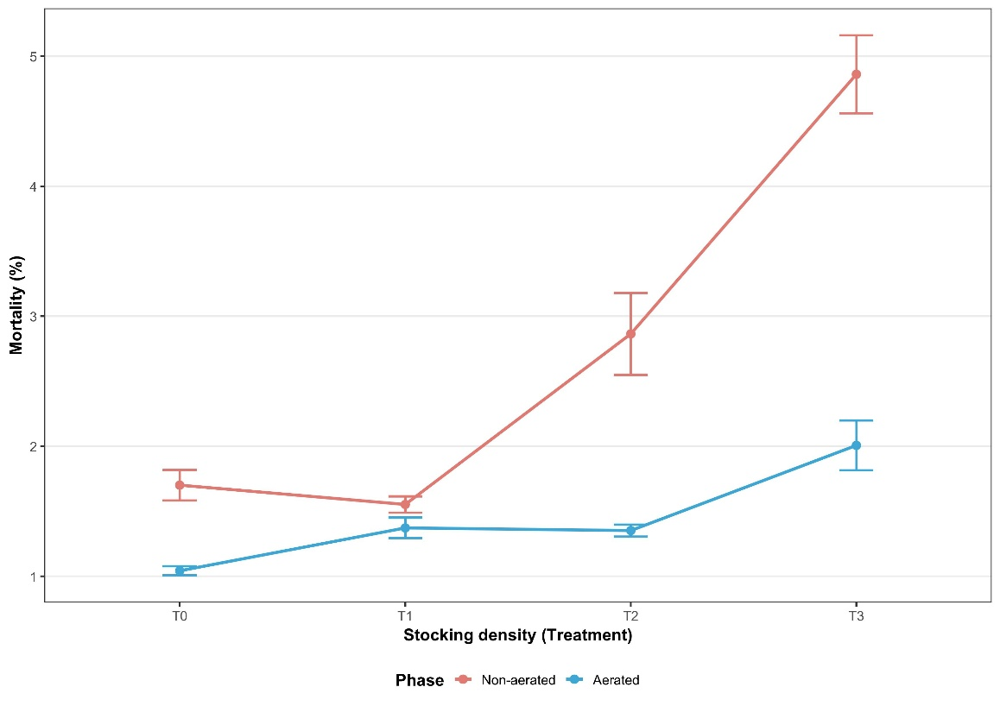 Mortality (%)
5
4
3
2
1
T0 T1 T2 T3
Stocking density (Treatment)
Phase Non-aerated Aerated